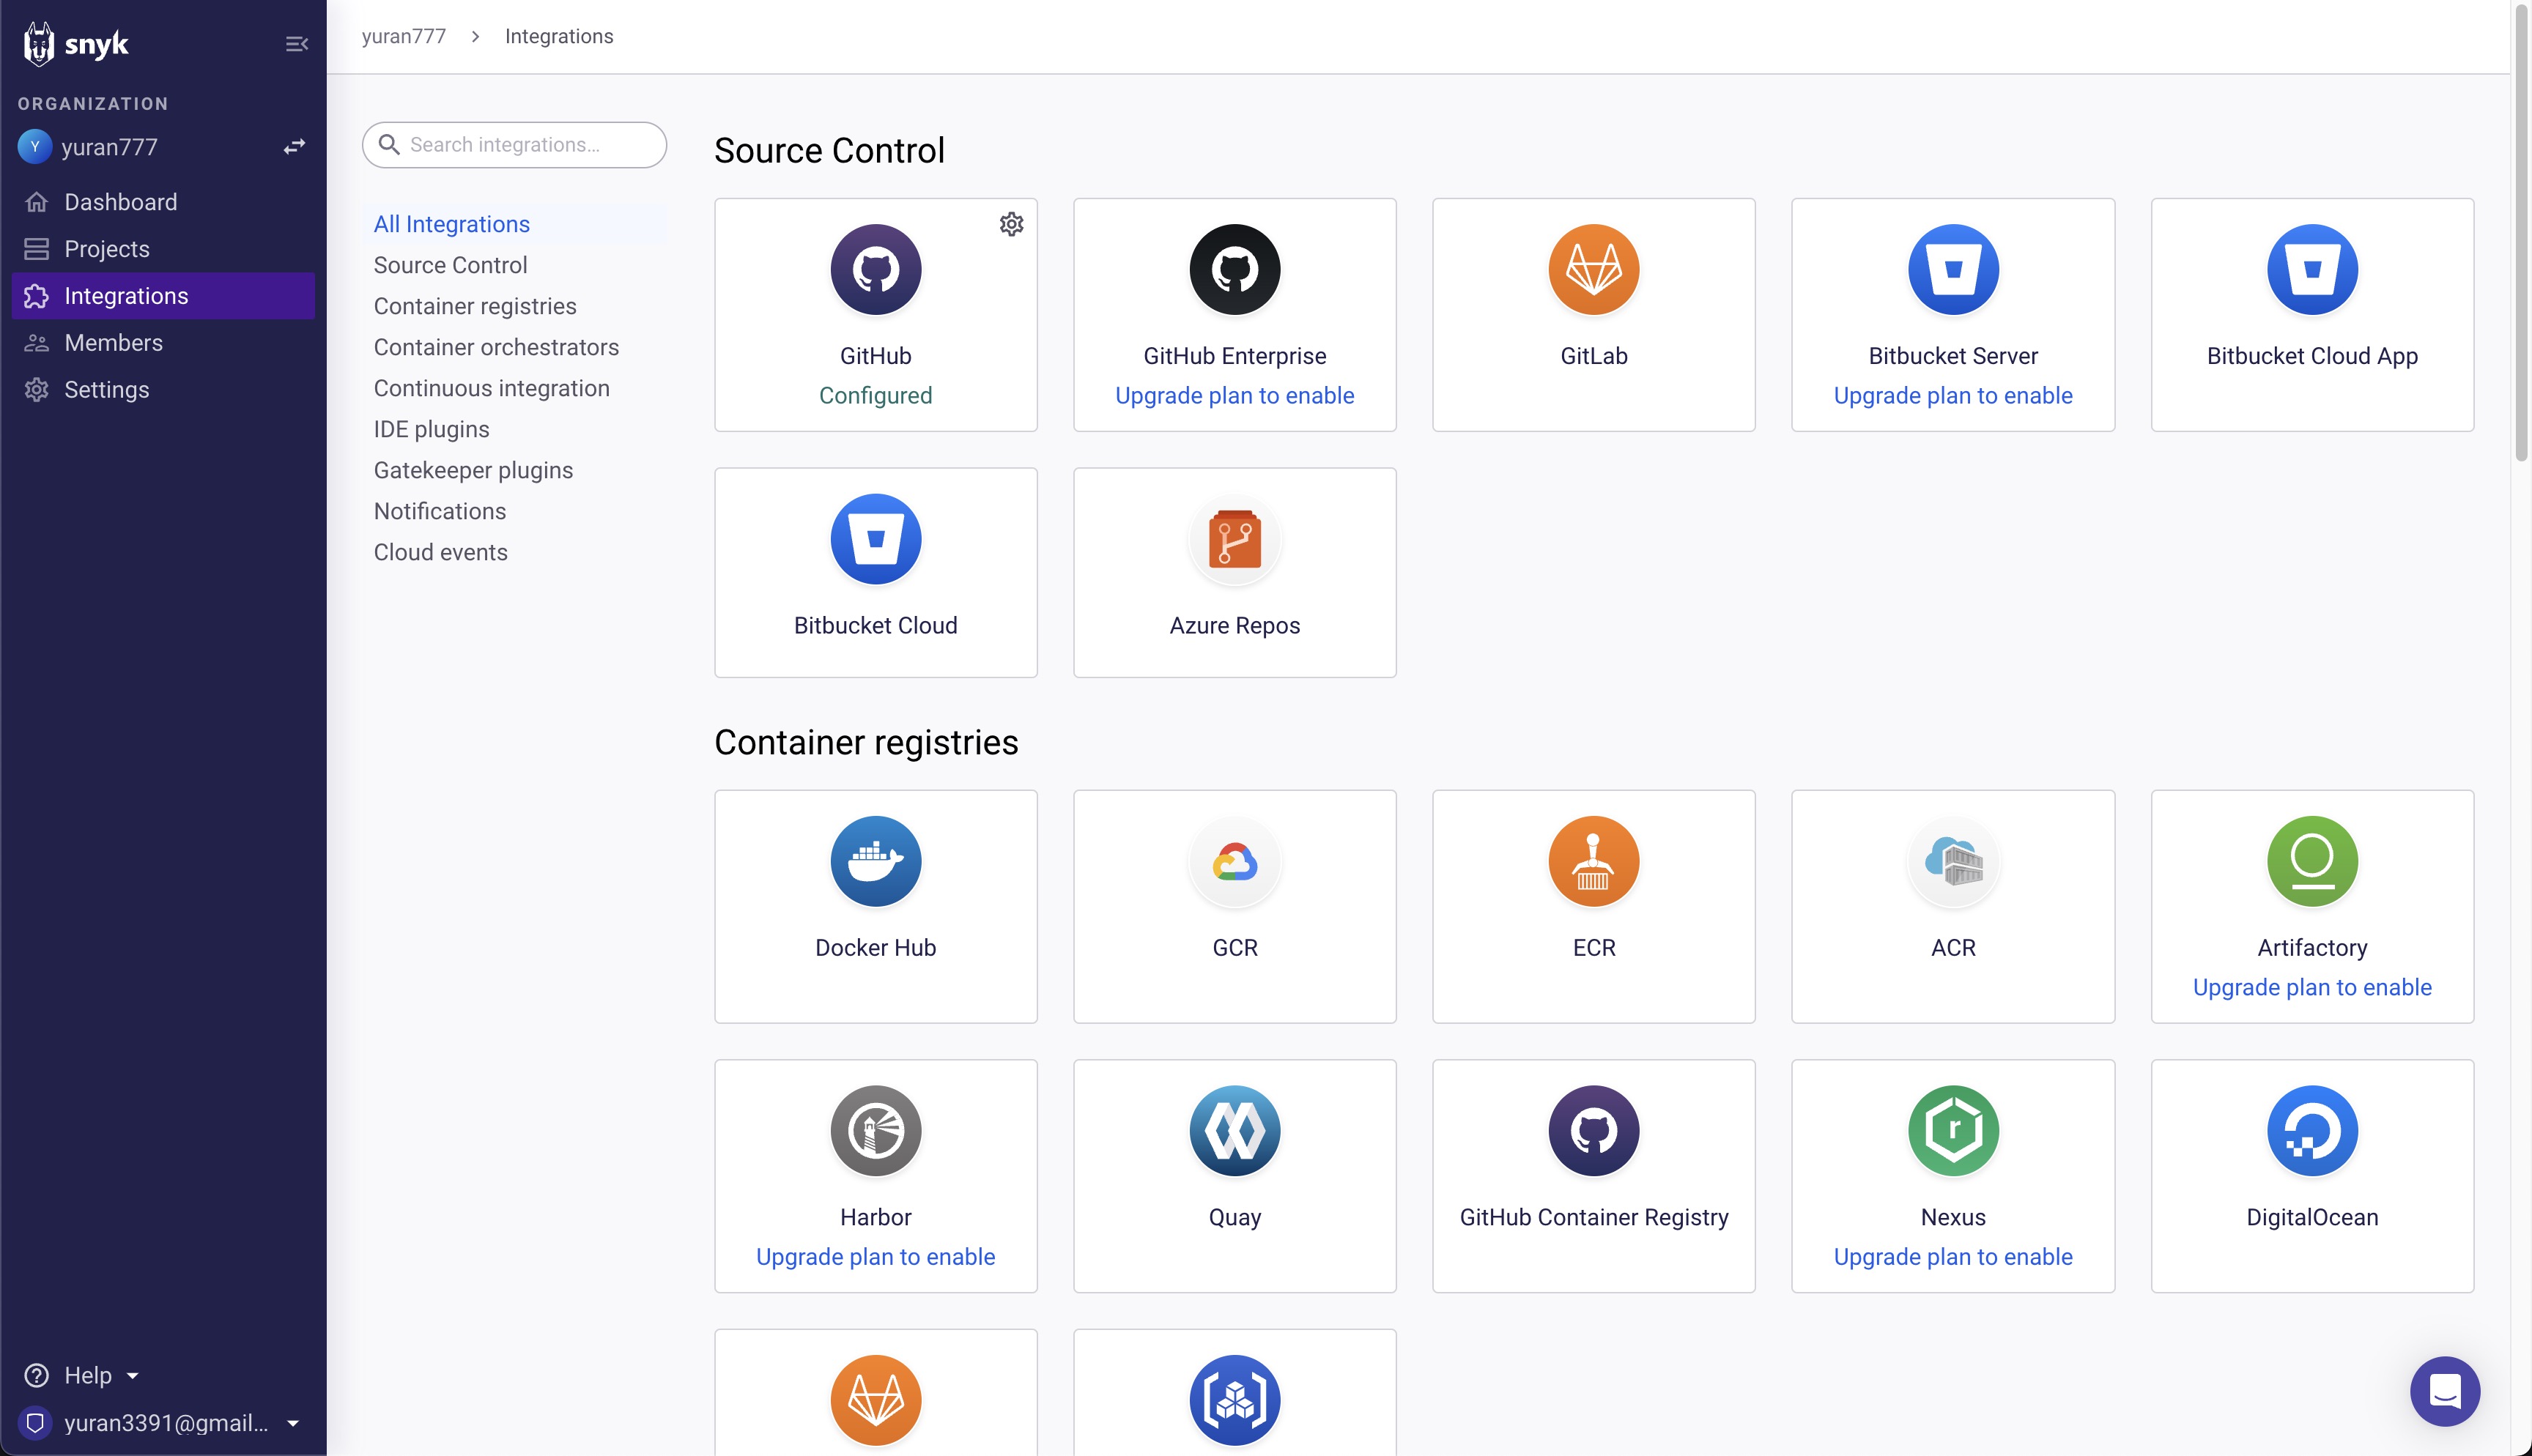 snyk
ORGANIZATION
Y yuran777
Dashboard
Projects
Integrations
Members
Settings
Help
yuran3391@gmail...
yuran777 > Integrations
Search integrations...
All Integrations
Source Control
Container registries
Container orchestrators
Continuous integration
IDE plugins
Gatekeeper plugins
Notifications
Cloud events
Source Control
GitHub
Configured
GitHub Enterprise
Upgrade plan to enable
GitLab
Bitbucket Server
Upgrade plan to enable
Bitbucket Cloud App
Bitbucket Cloud
Azure Repos
Container registries
Docker Hub
GCR
ECR
ACR
Artifactory
Upgrade plan to enable
Harbor
Upgrade plan to enable
Quay
GitHub Container Registry
r
Nexus
Upgrade plan to enable
DigitalOcean